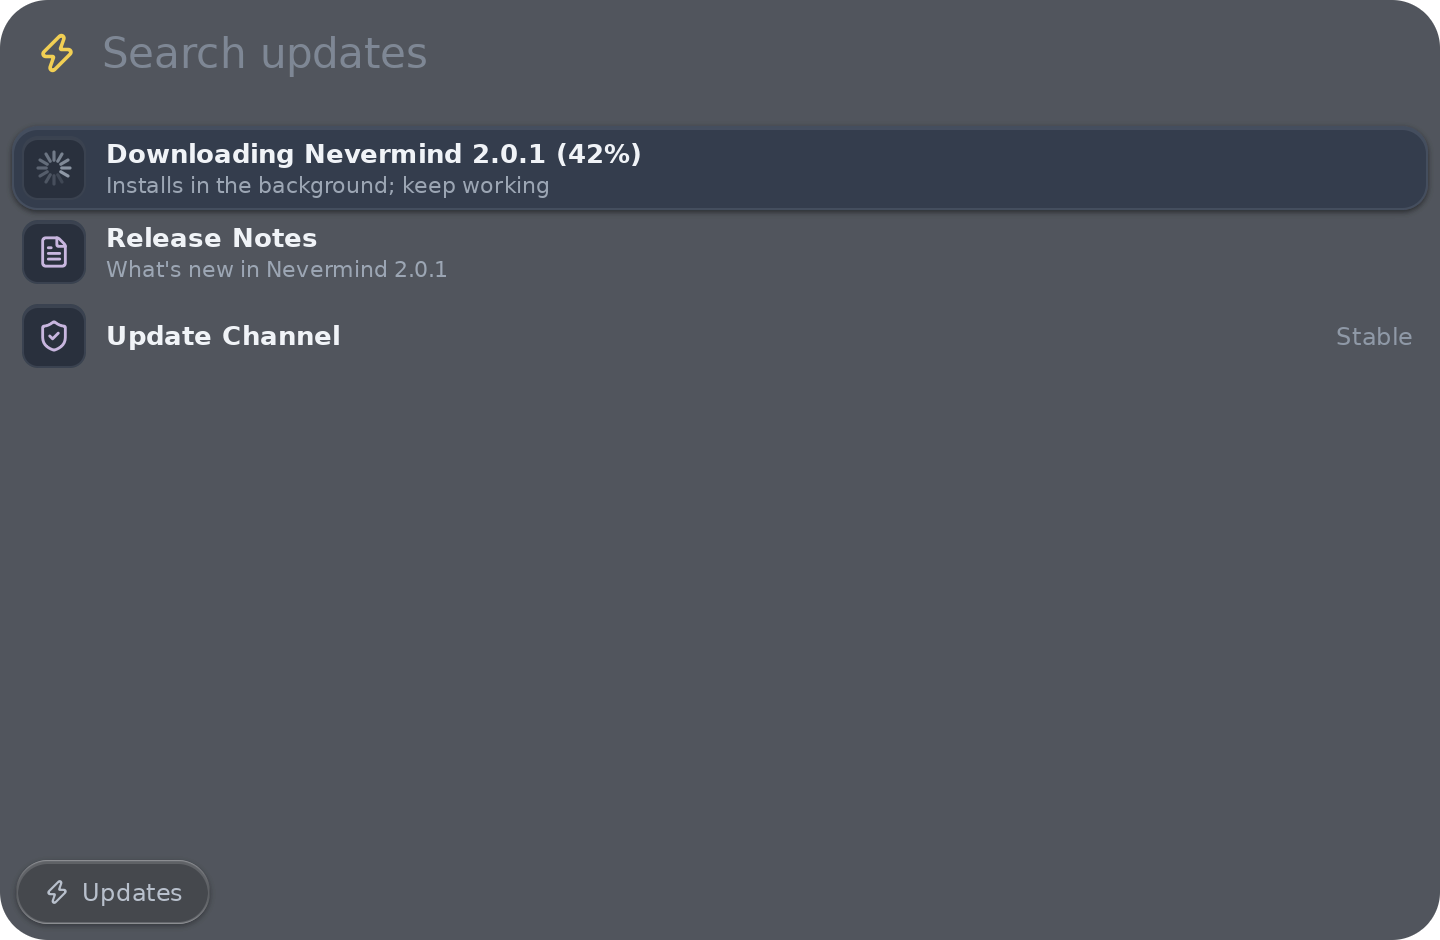 Search updates
Downloading Nevermind 2.0.1 (42%)
Installs in the background; keep working
Release Notes
What's new in Nevermind 2.0.1
Update Channel
Stable
Updates